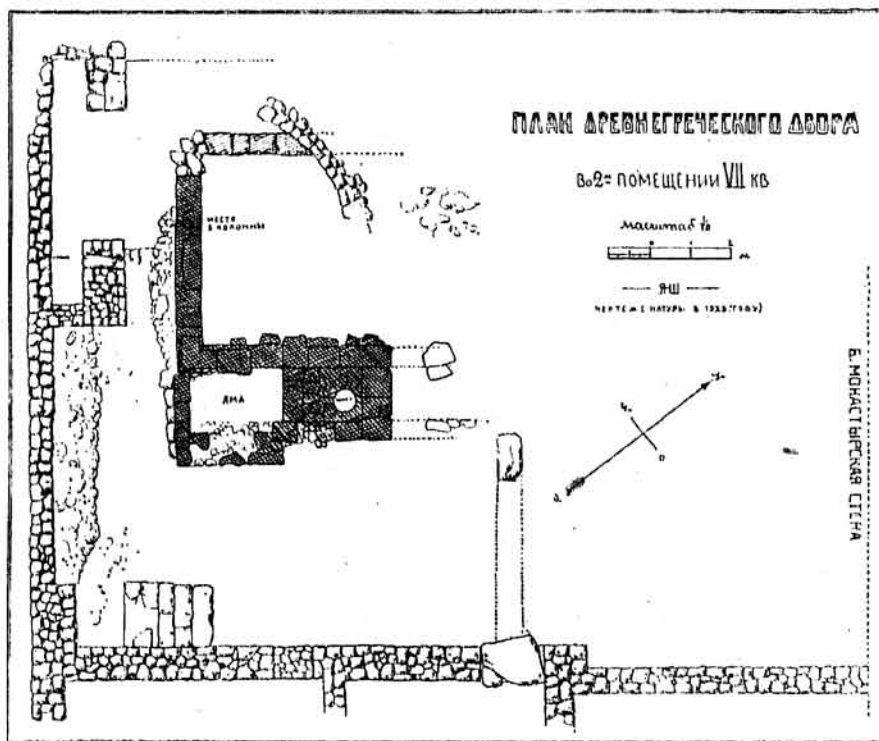 ПЛАН ДРЕВНЕГРЕЧЕСКОГО ДВОРА
Во 2= ПОМЕЩЕНИИ VII КВ
масштаб
м
ЯШ
МЕСТО
КОЛОННЫ
ЯМА
Б. МОНАСТЫРСКАЯ СТЕНА